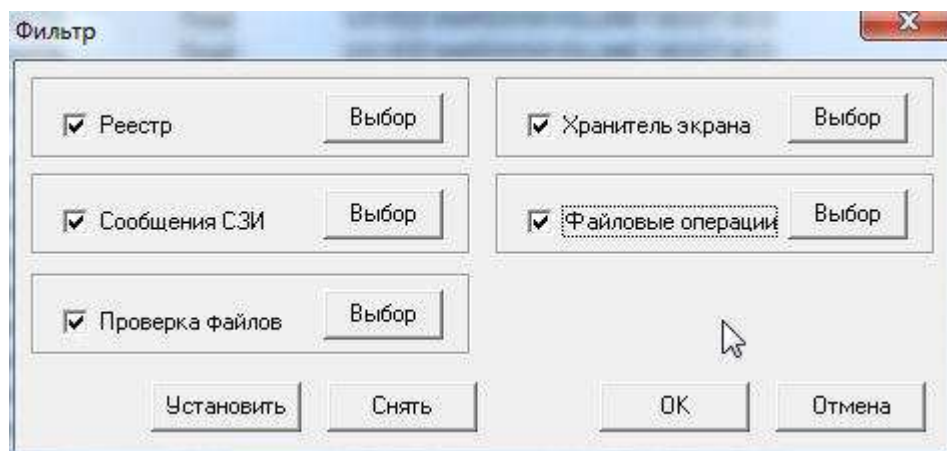 Фильтр
Реестр Выбор Хранитель экрана Выбор
Сообщения СЗИ Выбор Файловые операции Выбор
Проверка файлов Выбор
Установить Снять OK Отмена